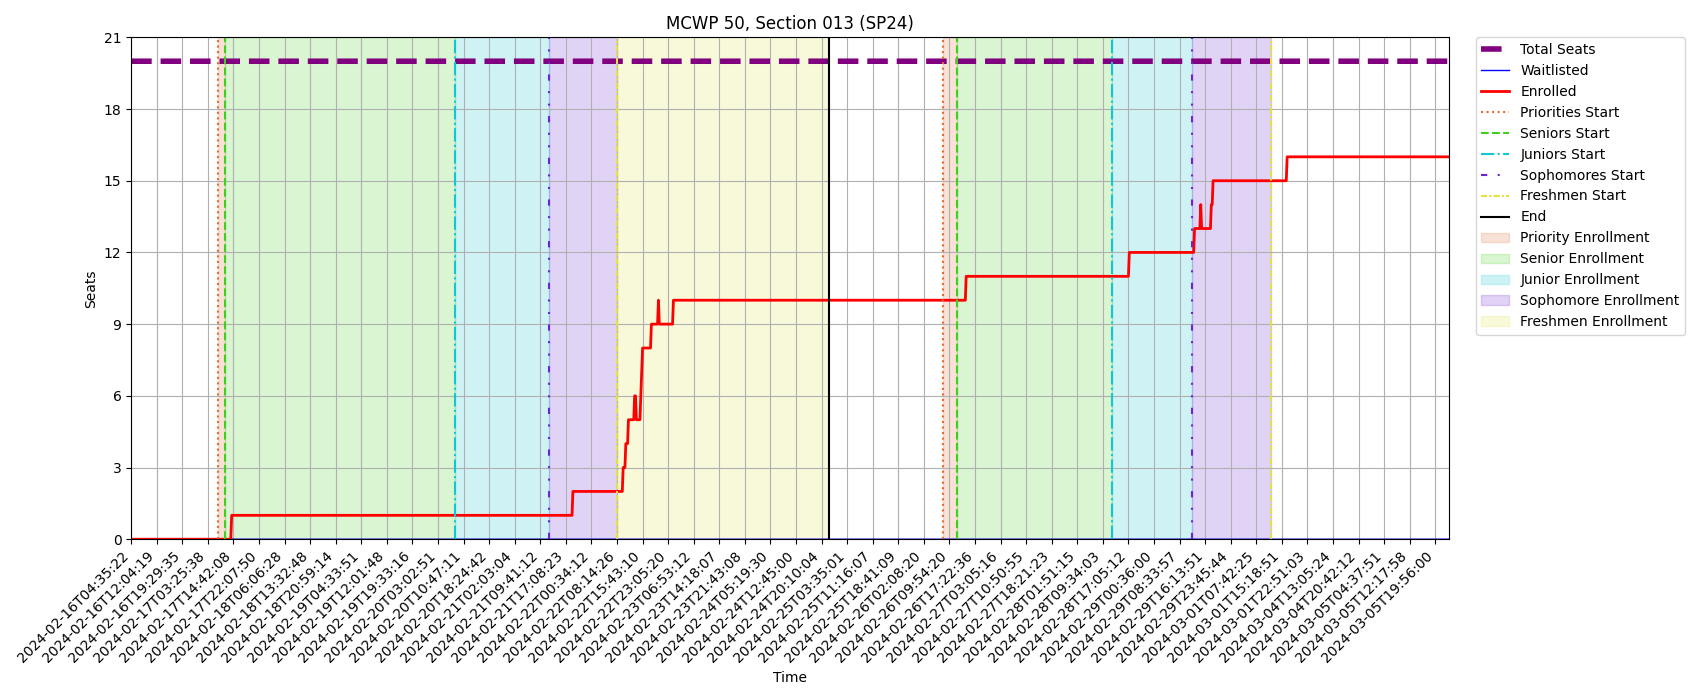 MCWP 50, Section 013 (SP24)
Seats
21
18
15
12
9
6
3
0
2024-02-16T04:35:22
2024-02-16T12:04:19
2024-02-16T19:29:35
2024-02-17T03:25:38
2024-02-17T14:42:08
2024-02-17T22:07:50
2024-02-18T06:06:28
2024-02-18T13:32:48
2024-02-18T20:59:14
2024-02-19T04:33:51
2024-02-19T12:01:48
2024-02-19T19:33:16
2024-02-20T03:02:51
2024-02-20T10:47:11
2024-02-20T18:24:42
2024-02-21T02:03:04
2024-02-21T09:41:12
2024-02-21T17:08:23
2024-02-22T00:34:12
2024-02-22T08:14:26
2024-02-22T15:43:10
2024-02-22T23:05:20
2024-02-23T06:53:12
2024-02-23T14:18:07
2024-02-23T21:43:08
2024-02-24T05:19:30
2024-02-24T12:45:00
2024-02-24T20:10:04
2024-02-25T03:35:01
2024-02-25T11:16:07
2024-02-25T18:41:09
2024-02-26T02:08:20
2024-02-26T09:54:20
2024-02-26T17:22:36
2024-02-27T03:05:16
2024-02-27T10:50:55
2024-02-27T18:21:23
2024-02-28T01:51:15
2024-02-28T09:34:03
2024-02-28T17:05:12
2024-02-29T00:36:00
2024-02-29T08:33:57
2024-02-29T16:13:51
2024-02-29T23:45:44
2024-03-01T07:42:25
2024-03-01T15:18:51
2024-03-01T22:51:03
2024-03-04T13:05:24
2024-03-04T20:42:12
2024-03-05T04:37:51
2024-03-05T12:17:58
2024-03-05T19:56:00
Time
Total Seats
Waitlisted
Enrolled
Priorities Start
Seniors Start
Juniors Start
Sophomores Start
Freshmen Start
End
Priority Enrollment
Senior Enrollment
Junior Enrollment
Sophomore Enrollment
Freshmen Enrollment